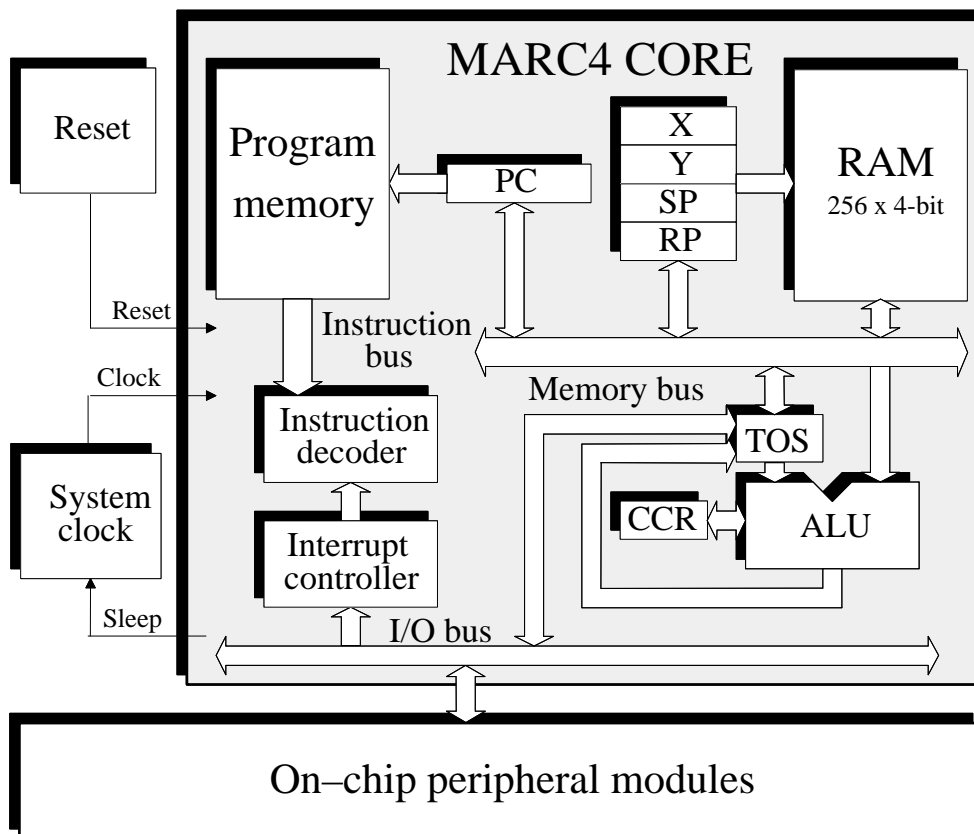 MARC4 CORE
Reset
Program
memory
PC
X
Y
SP
RP
RAM
256 x 4-bit
Reset
Instruction
bus
Clock
Memory bus
Instruction
decoder
TOS
System
clock
CCR
ALU
Interrupt
controller
Sleep
I/O bus
On–chip peripheral modules